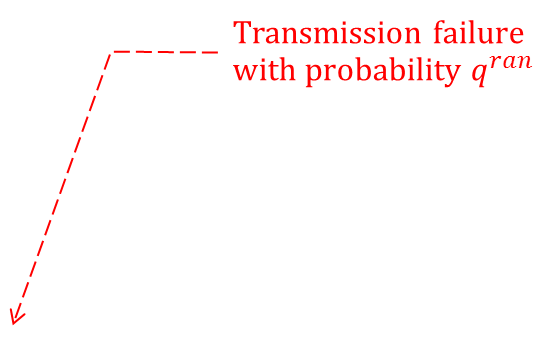 Transmission failure
with probability $q^{ran}$